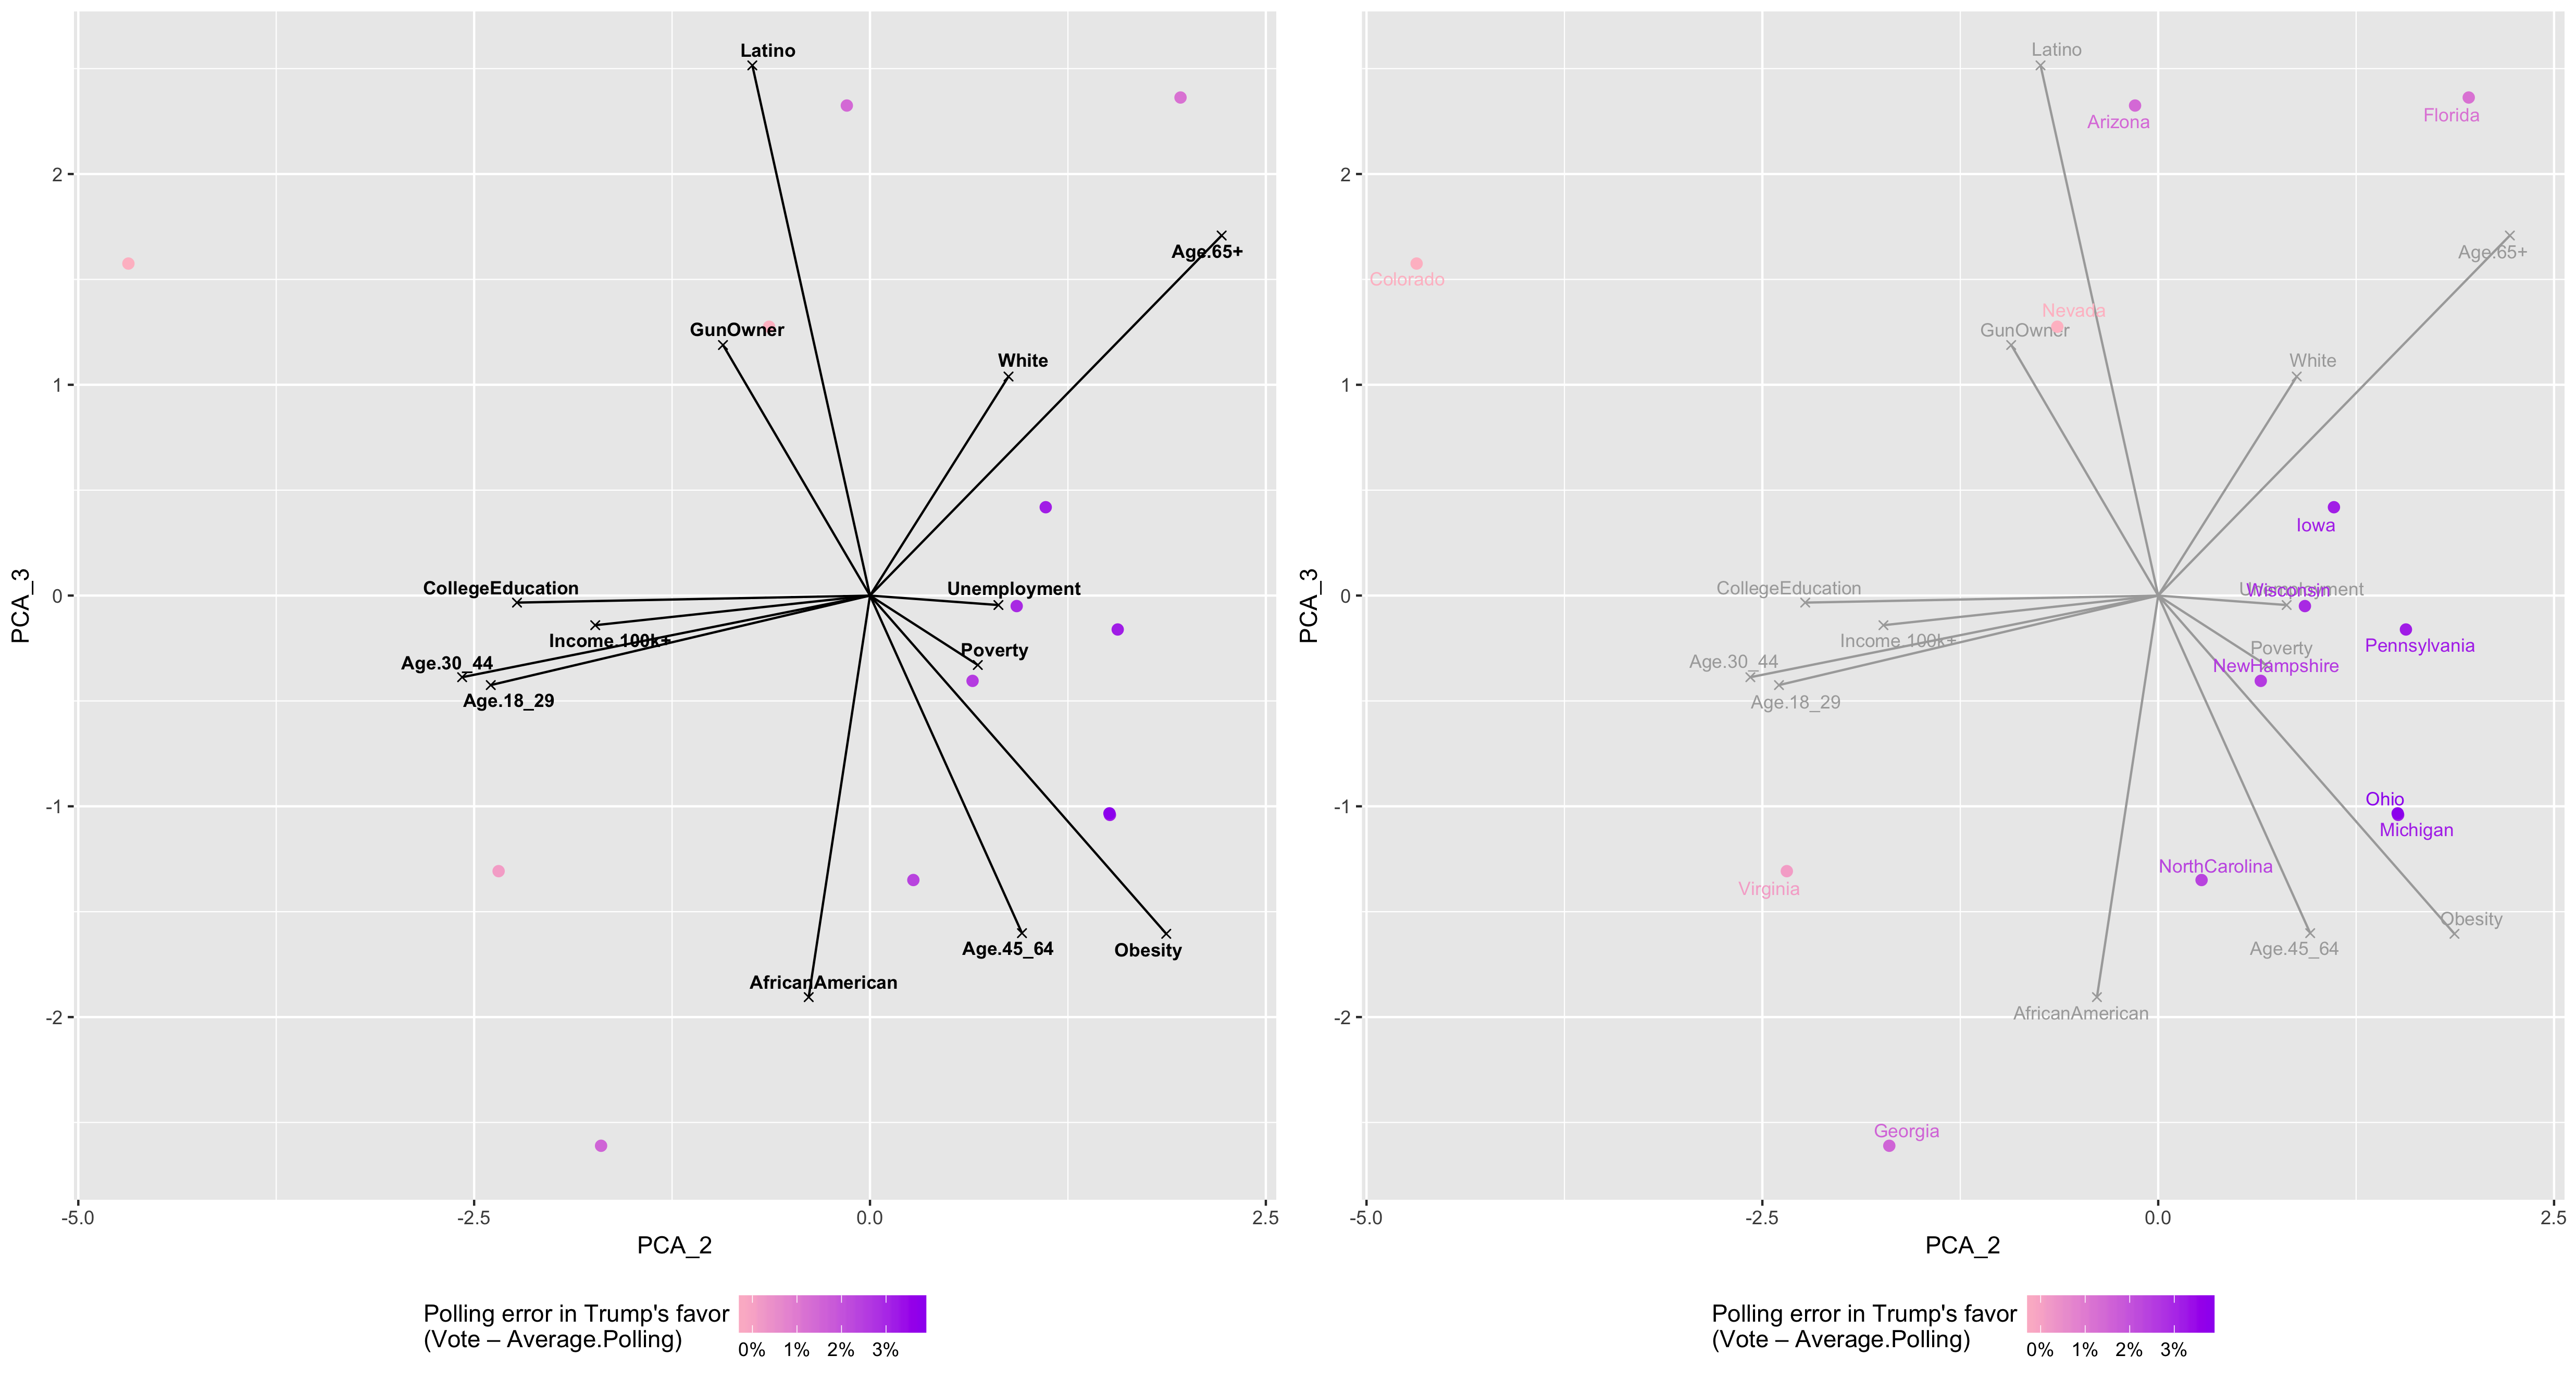 Latino
Age.65+
GunOwner
White
CollegeEducation
Unemployment
Income.100k+
Poverty
Age.30_44
Age.18_29
Age.45_64
Obesity
AfricanAmerican
PCA_3
2
1
0
-1
-2
-5.0
-2.5
0.0
2.5
PCA_2
Polling error in Trump's favor
(Vote – Average.Polling)
0% 1% 2% 3%
Latino
Arizona
Florida
Age.65+
Colorado
Nevada
GunOwner
White
Iowa
CollegeEducation
Unemployment
Wisconsin
Income.100k+
Pennsylvania
Poverty
Age.30_44
NewHampshire
Age.18_29
Ohio
Michigan
NorthCarolina
Virginia
Obesity
Age.45_64
AfricanAmerican
Georgia
PCA_3
2
1
0
-1
-2
-5.0
-2.5
0.0
2.5
PCA_2
Polling error in Trump's favor
(Vote – Average.Polling)
0% 1% 2% 3%